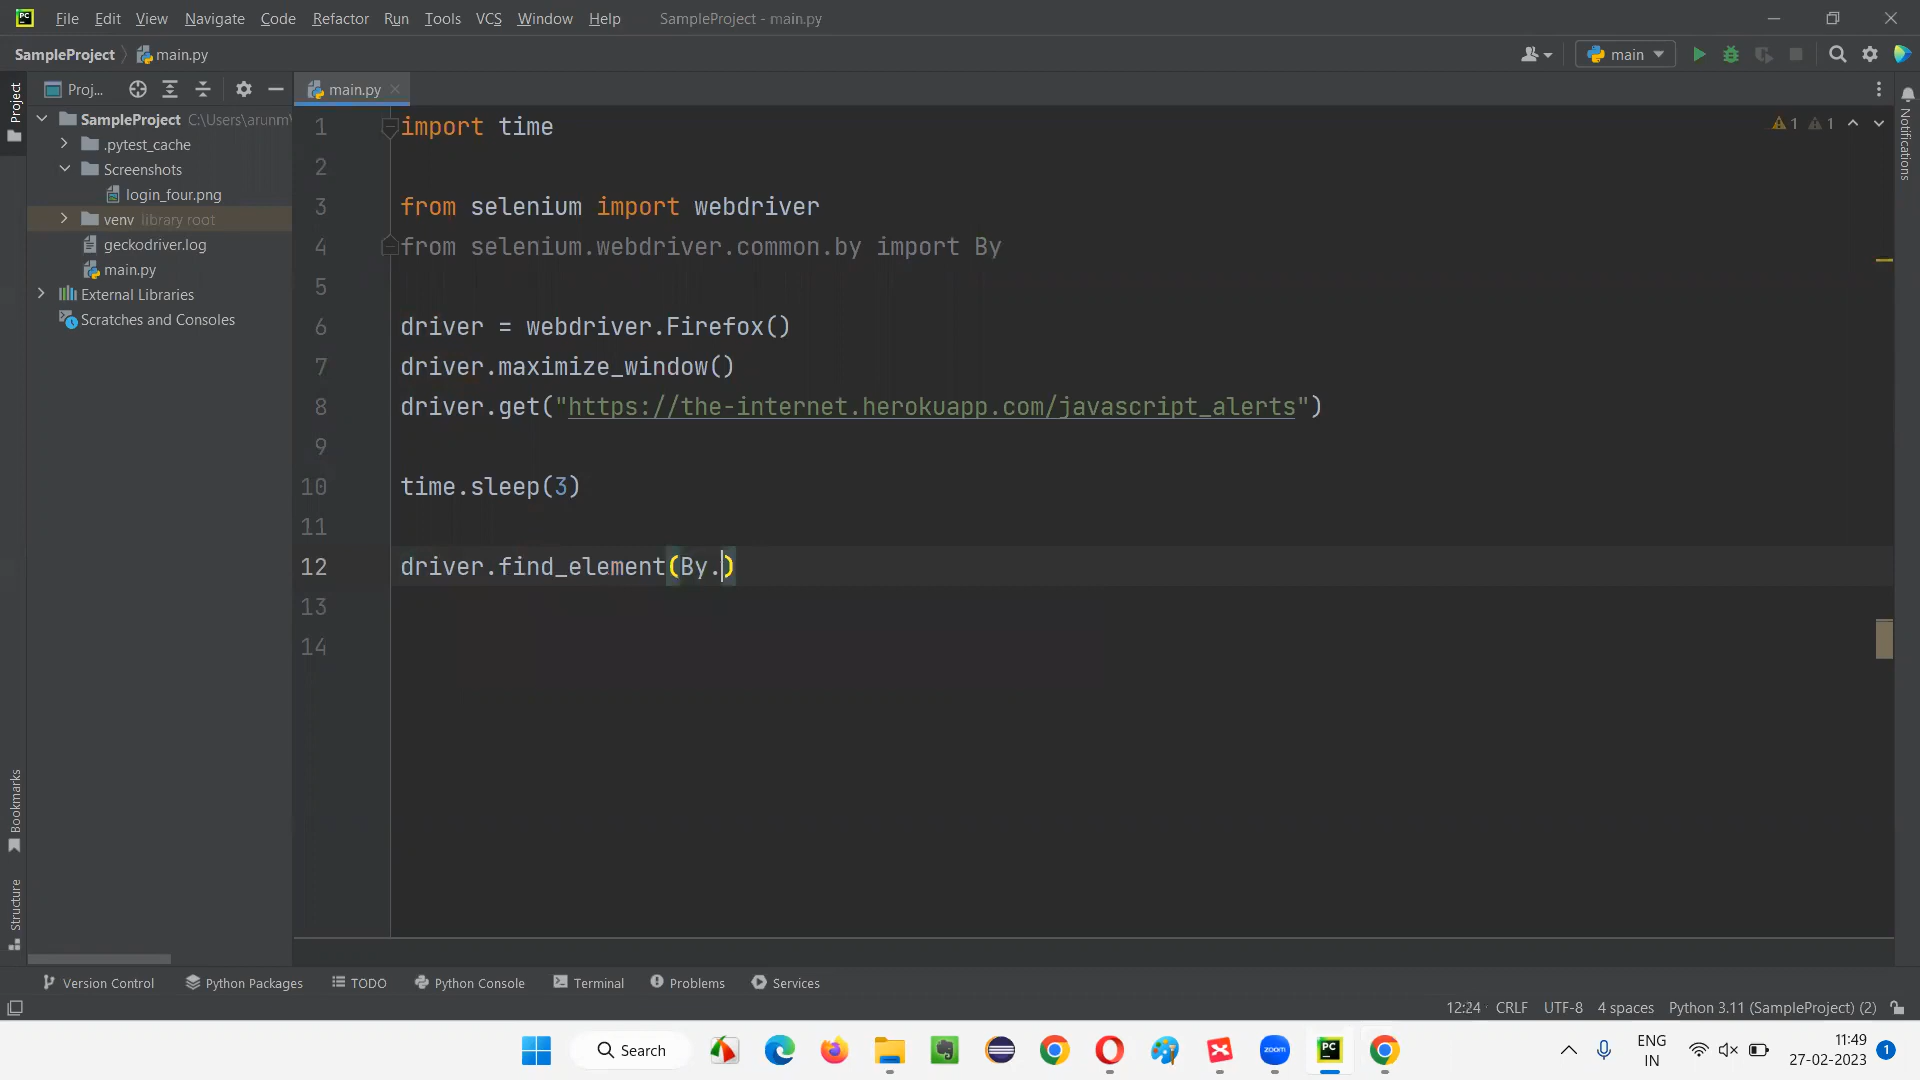 File Edit View Navigate Code Refactor Run Tools VCS Window Help SampleProject - main.py
SampleProject main.py main
Proj... main.py
Project
SampleProject C:\Users\arunm\
.pytest_cache
Screenshots
login_four.png
venv library root
geckodriver.log
main.py
External Libraries
Scratches and Consoles
1 import time
2
3 from selenium import webdriver
4 from selenium.webdriver.common.by import By
5
6 driver = webdriver.Firefox()
7 driver.maximize_window()
8 driver.get("https://the-internet.herokuapp.com/javascript_alerts")
9
10 time.sleep(3)
11
12 driver.find_element(By.)
13
14
1 1
Notifications
Bookmarks
Structure
Version Control Python Packages TODO Python Console Terminal Problems Services
12:24 CRLF UTF-8 4 spaces Python 3.11 (SampleProject) (2)
Search zoom PC ENG 11:49
IN 27-02-2023 1